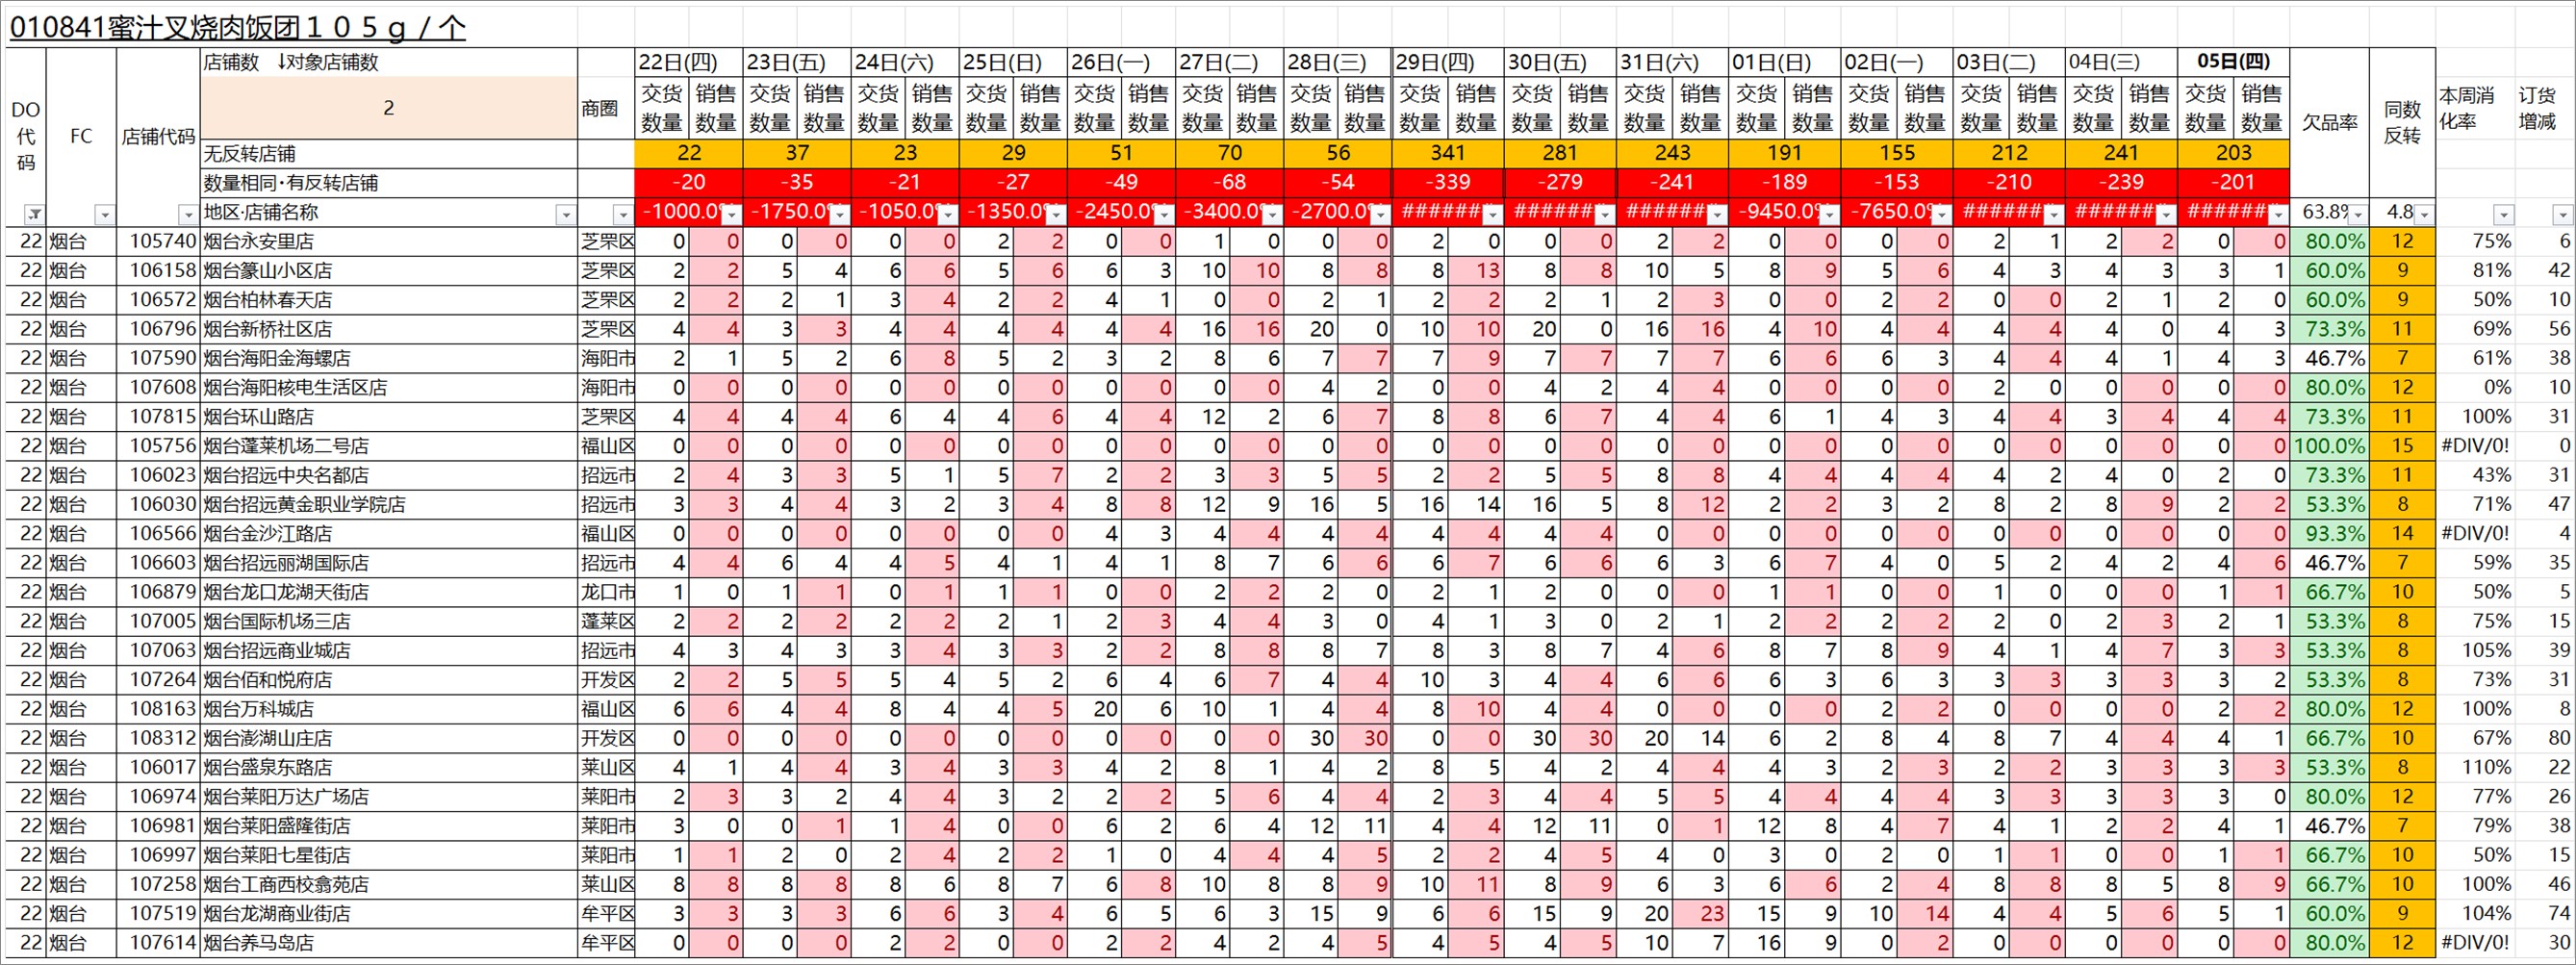 010841蜜汁叉烧肉饭团１０５ｇ／个
店铺数 ↓对象店铺数 22日(四) 23日(五) 24日(六) 25日(日) 26日(一) 27日(二) 28日(三) 29日(四) 30日(五) 31日(六) 01日(日) 02日(一) 03日(二) 04日(三) 05日(四)
DO代码 FC 店铺代码 2 商圈 交货数量 销售数量 交货数量 销售数量 交货数量 销售数量 交货数量 销售数量 交货数量 销售数量 交货数量 销售数量 交货数量 销售数量 交货数量 销售数量 交货数量 销售数量 交货数量 销售数量 交货数量 销售数量 交货数量 销售数量 交货数量 销售数量 交货数量 销售数量 交货数量 销售数量 欠品率 同数反转 本周消化率 订货增减
无反转店铺 22 37 23 29 51 70 56 341 281 243 191 155 212 241 203
数量相同·有反转店铺 -20 -35 -21 -27 -49 -68 -54 -339 -279 -241 -189 -153 -210 -239 -201
地区·店铺名称 -1000.0% -1750.0% -1050.0% -1350.0% -2450.0% -3400.0% -2700.0% ####### ###### ###### -9450.0% -7650.0% ###### ###### ###### 63.8% 4.8
22 烟台 105740 烟台永安里店 芝罘区 0 0 0 0 0 0 2 2 0 0 1 0 0 0 2 0 0 0 2 2 0 0 0 0 2 1 2 2 0 0 80.0% 12 75% 6
22 烟台 106158 烟台篆山小区店 芝罘区 2 2 5 4 6 6 5 6 6 3 10 10 8 8 8 13 8 8 10 5 8 9 5 6 4 3 4 3 3 1 60.0% 9 81% 42
22 烟台 106572 烟台柏林春天店 芝罘区 2 2 2 1 3 4 2 2 4 1 0 0 2 1 2 2 2 1 2 3 0 0 2 2 0 0 2 1 2 0 60.0% 9 50% 10
22 烟台 106796 烟台新桥社区店 芝罘区 4 4 3 3 4 4 4 4 4 4 16 16 20 0 10 10 20 0 16 16 4 10 4 4 4 4 4 0 4 3 73.3% 11 69% 56
22 烟台 107590 烟台海阳金海螺店 海阳市 2 1 5 2 6 8 5 2 3 2 8 6 7 7 7 9 7 7 7 7 6 6 6 3 4 4 4 1 4 3 46.7% 7 61% 38
22 烟台 107608 烟台海阳核电生活区店 海阳市 0 0 0 0 0 0 0 0 0 0 0 0 4 2 0 0 4 2 4 4 0 0 0 0 2 0 0 0 0 0 80.0% 12 0% 10
22 烟台 107815 烟台环山路店 芝罘区 4 4 4 4 6 4 4 6 4 4 12 2 6 7 8 8 6 7 4 4 6 1 4 3 4 4 3 4 4 4 73.3% 11 100% 31
22 烟台 105756 烟台蓬莱机场二号店 福山区 0 0 0 0 0 0 0 0 0 0 0 0 0 0 0 0 0 0 0 0 0 0 0 0 0 0 0 0 0 0 100.0% 15 #DIV/0! 0
22 烟台 106023 烟台招远中央名都店 招远市 2 4 3 3 5 1 5 7 2 2 3 3 5 5 2 2 5 5 8 8 4 4 4 4 4 2 4 0 2 0 73.3% 11 43% 31
22 烟台 106030 烟台招远黄金职业学院店 招远市 3 3 4 4 3 2 3 4 8 8 12 9 16 5 16 14 16 5 8 12 2 2 3 2 8 2 8 9 2 2 53.3% 8 71% 47
22 烟台 106566 烟台金沙江路店 福山区 0 0 0 0 0 0 0 0 4 3 4 4 4 4 4 4 4 4 0 0 0 0 0 0 0 0 0 0 0 0 93.3% 14 #DIV/0! 4
22 烟台 106603 烟台招远丽湖国际店 招远市 4 4 6 4 4 5 4 1 4 1 8 7 6 6 6 7 6 6 6 3 6 7 4 0 5 2 4 2 4 6 46.7% 7 59% 35
22 烟台 106879 烟台龙口龙湖天街店 龙口市 1 0 1 1 0 1 1 1 0 0 2 2 2 0 2 1 2 0 0 0 1 1 0 0 1 0 0 0 1 1 66.7% 10 50% 5
22 烟台 107005 烟台国际机场三店 蓬莱区 2 2 2 2 2 2 2 1 2 3 4 4 3 0 4 1 3 0 2 1 2 2 2 2 2 0 2 3 2 1 53.3% 8 75% 15
22 烟台 107063 烟台招远商业城店 招远市 4 3 4 3 3 4 3 3 2 2 8 8 8 7 8 3 8 7 4 6 8 7 8 9 4 1 4 7 3 3 53.3% 8 105% 39
22 烟台 107264 烟台佰和悦府店 开发区 2 2 5 5 5 4 5 2 6 4 6 7 4 4 10 3 4 4 6 6 6 3 6 3 3 3 3 3 3 2 53.3% 8 73% 31
22 烟台 108163 烟台万科城店 福山区 6 6 4 4 8 4 4 5 20 6 10 1 4 4 8 10 4 4 0 0 0 0 2 2 0 0 0 0 2 2 80.0% 12 100% 8
22 烟台 108312 烟台澎湖山庄店 开发区 0 0 0 0 0 0 0 0 0 0 0 0 30 30 0 0 30 30 20 14 6 2 8 4 8 7 4 4 4 1 66.7% 10 67% 80
22 烟台 106017 烟台盛泉东路店 莱山区 4 1 4 4 3 4 3 3 4 2 8 1 4 2 8 5 4 2 4 4 4 3 2 3 2 2 3 3 3 3 53.3% 8 110% 22
22 烟台 106974 烟台莱阳万达广场店 莱阳市 2 3 3 2 4 4 3 2 2 2 5 6 4 4 2 3 4 4 5 5 4 4 4 4 3 3 3 3 3 0 80.0% 12 77% 26
22 烟台 106981 烟台莱阳盛隆街店 莱阳市 3 0 0 1 1 4 0 0 6 2 6 4 12 11 4 4 12 11 0 1 12 8 4 7 4 1 2 2 4 1 46.7% 7 79% 38
22 烟台 106997 烟台莱阳七星街店 莱阳市 1 1 2 0 2 4 2 2 1 0 4 4 4 5 2 2 4 5 4 0 3 0 2 0 1 1 0 0 1 1 66.7% 10 50% 15
22 烟台 107258 烟台工商西校翕苑店 莱山区 8 8 8 8 8 6 8 7 6 8 10 8 8 9 10 11 8 9 6 3 6 6 2 4 8 8 8 5 8 9 66.7% 10 100% 46
22 烟台 107519 烟台龙湖商业街店 牟平区 3 3 3 3 6 6 3 4 6 5 6 3 15 9 6 6 15 9 20 23 15 9 10 14 4 4 5 6 5 1 60.0% 9 104% 74
22 烟台 107614 烟台养马岛店 牟平区 0 0 0 0 2 2 0 0 2 2 4 2 4 5 4 5 4 5 10 7 16 9 0 2 0 0 0 0 0 0 80.0% 12 #DIV/0! 30